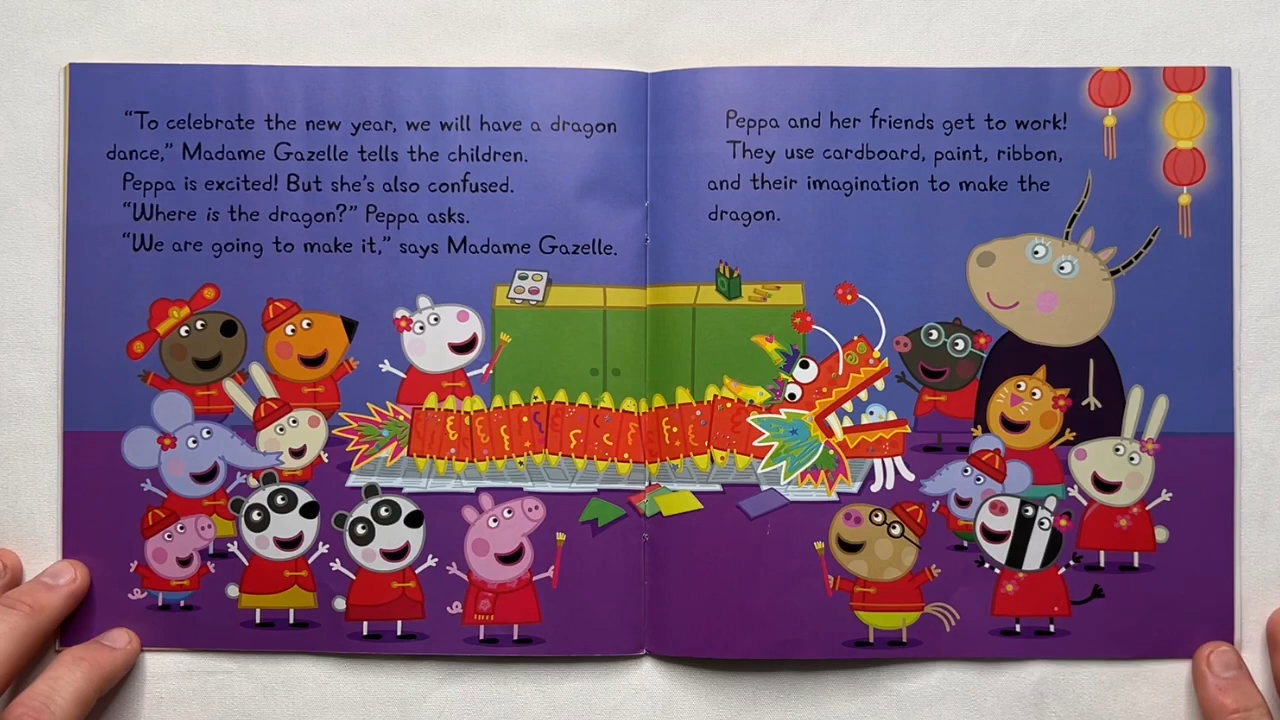 “To celebrate the new year, we will have a dragon
dance,” Madame Gazelle tells the children.
Peppa is excited! But she’s also confused.
“Where is the dragon?” Peppa asks.
“We are going to make it,” says Madame Gazelle.
Peppa and her friends get to work!
They use cardboard, paint, ribbon,
and their imagination to make the
dragon.